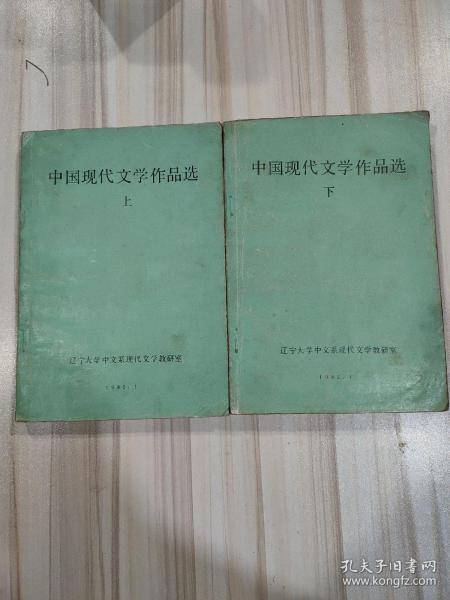 中国现代文学作品选
上
辽宁大学中文系现代文学教研室
中国现代文学作品选
下
辽宁大学中文系现代文学教研室
孔夫子旧书网
www.kongfz.com